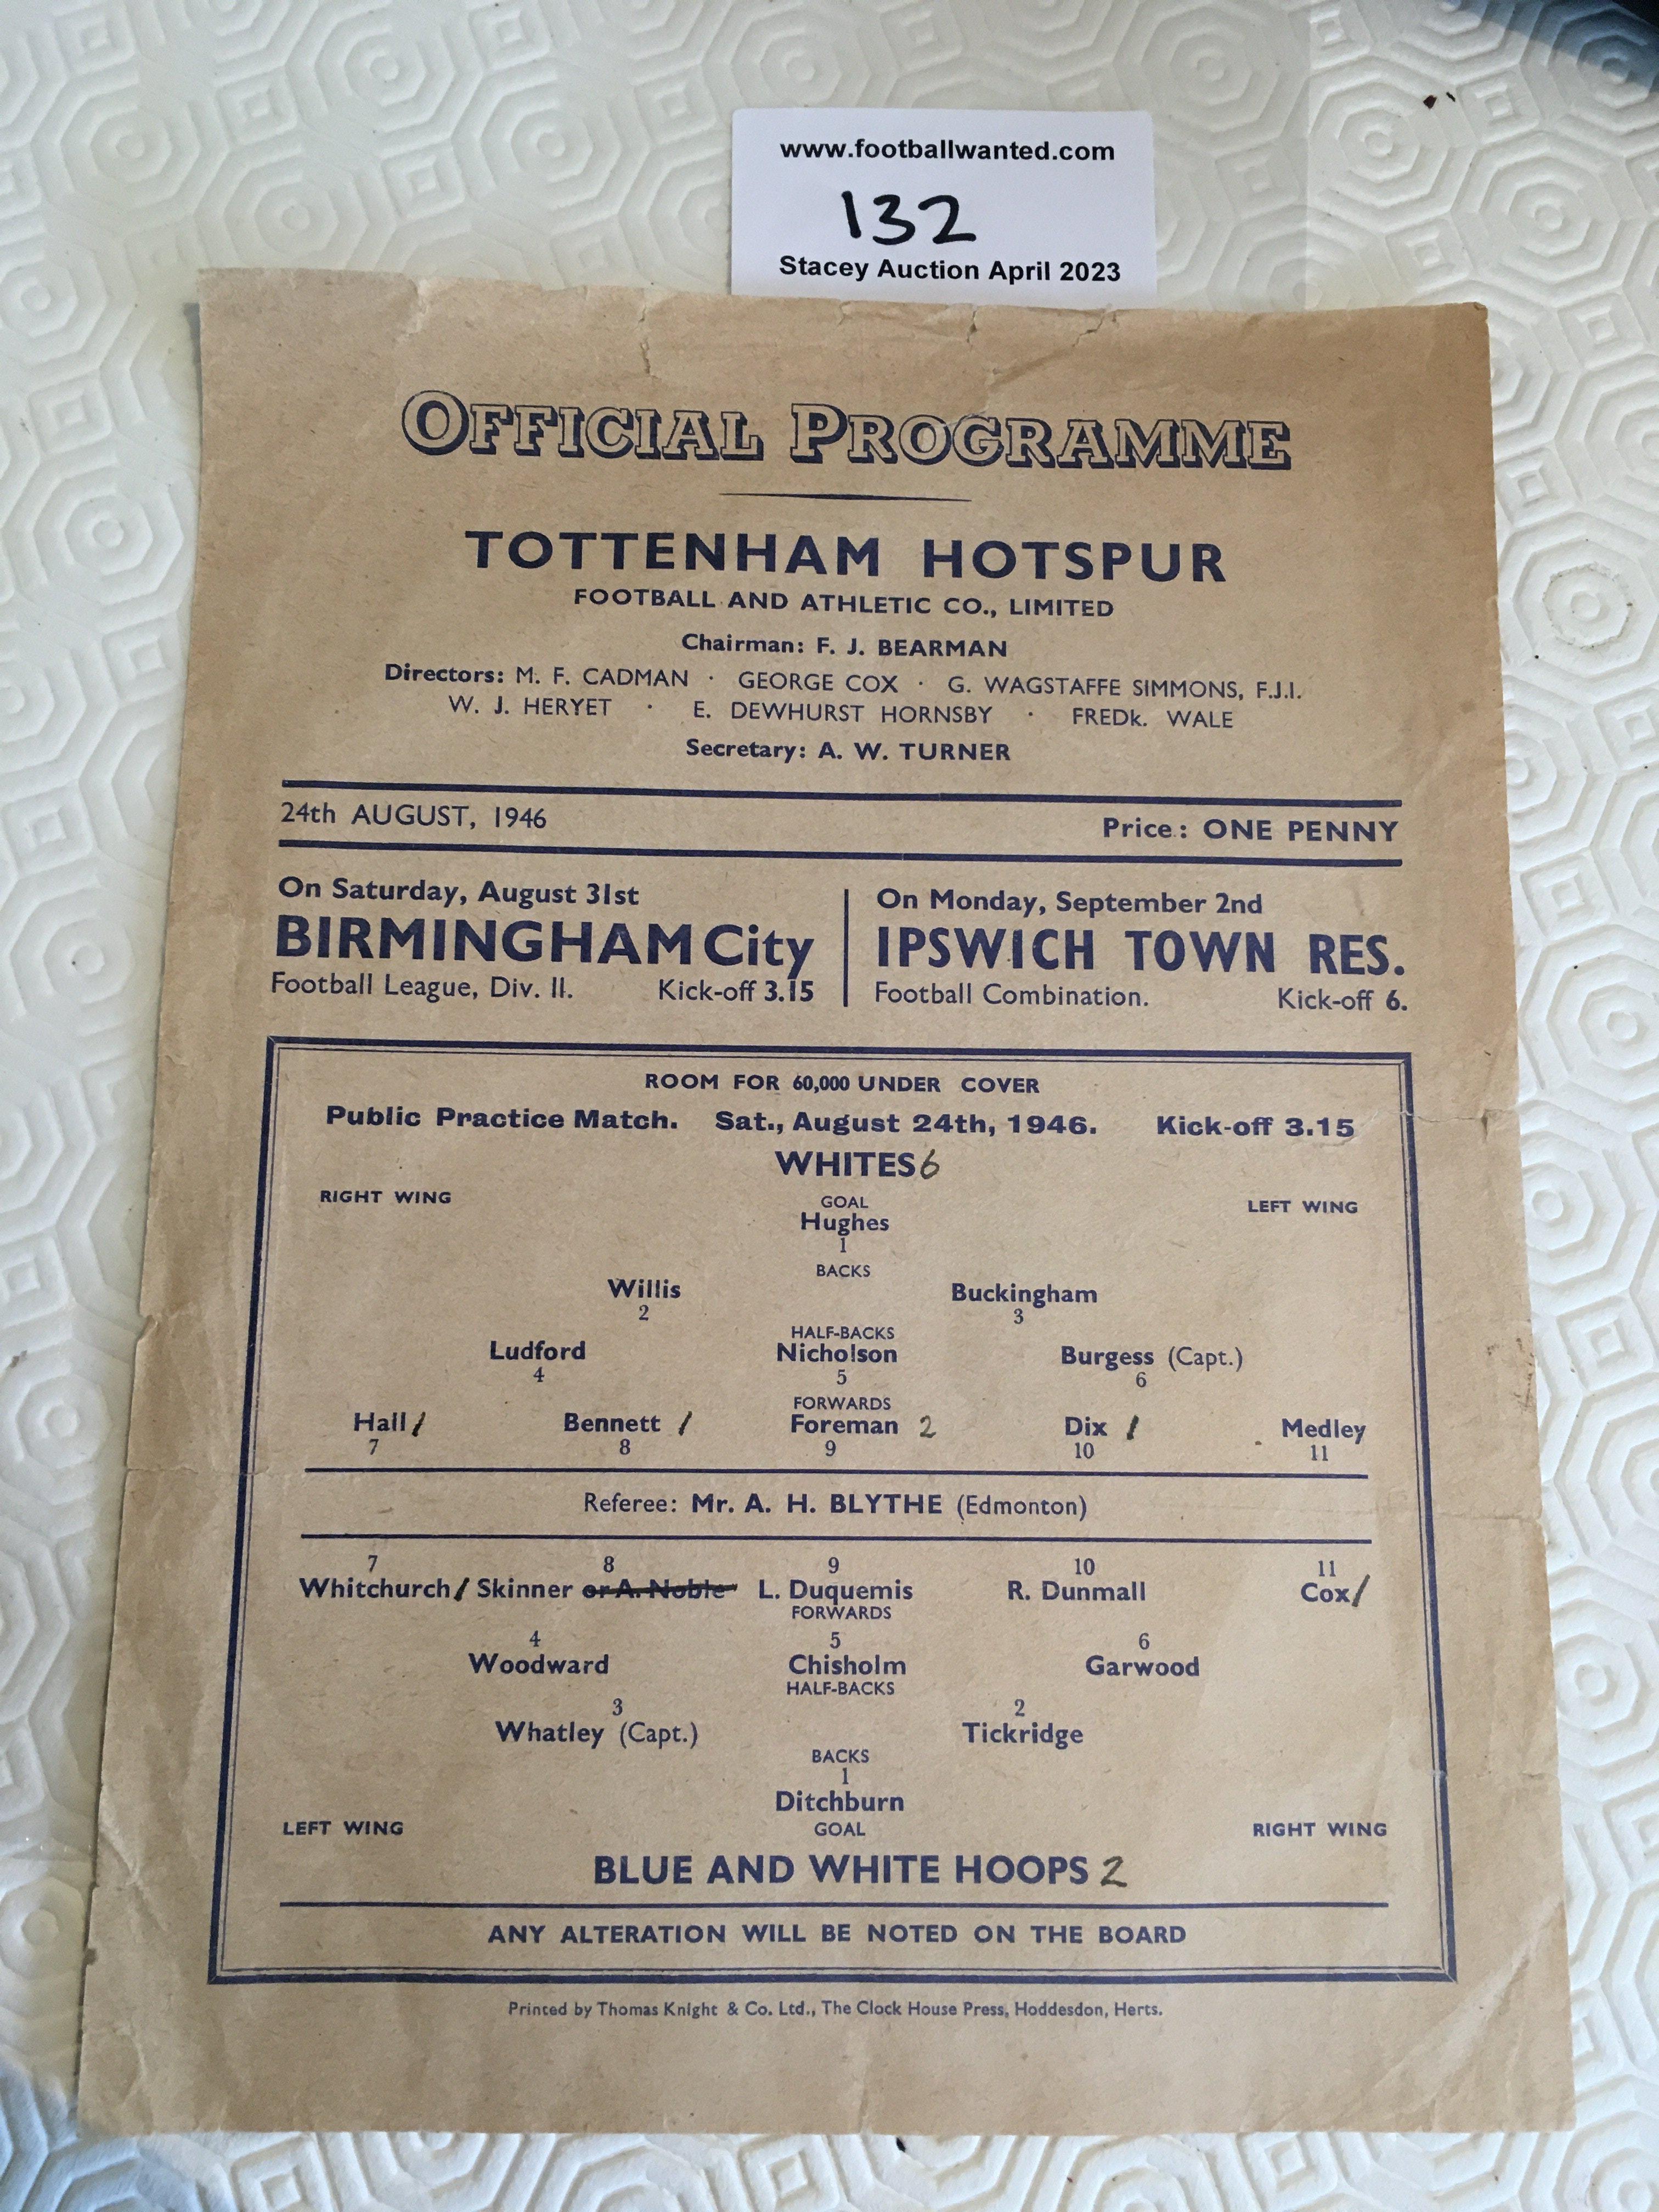 www.footballwanted.com
132
Stacey Auction April 2023
OFFICIAL PROGRAMME
TOTTENHAM HOTSPUR
FOOTBALL AND ATHLETIC CO., LIMITED
Chairman: F. J. BEARMAN
Directors: M. F. CADMAN · GEORGE COX · G. WAGSTAFFE SIMMONS, F.J.I.
W. J. HERYET · E. DEWHURST HORNSBY · FREDk. WALE
Secretary: A. W. TURNER
24th AUGUST, 1946 Price: ONE PENNY
On Saturday, August 31st
BIRMINGHAM City
Football League, Div. II. Kick-off 3.15
On Monday, September 2nd
IPSWICH TOWN RES.
Football Combination. Kick-off 6.
ROOM FOR 60,000 UNDER COVER
Public Practice Match. Sat., August 24th, 1946. Kick-off 3.15
WHITES 6
RIGHT WING GOAL LEFT WING
Hughes
1
BACKS
Willis Buckingham
2 3
HALF-BACKS
Ludford Nicholson Burgess (Capt.)
4 5 6
FORWARDS
Hall / Bennett / Foreman 2 Dix / Medley
7 8 9 10 11
Referee: Mr. A. H. BLYTHE (Edmonton)
7 8 9 10 11
Whitchurch / Skinner or A. Noble L. Duquemis R. Dunmall Cox /
FORWARDS
4 5 6
Woodward Chisholm Garwood
HALF-BACKS
3 2
Whatley (Capt.) Tickridge
BACKS
1
Ditchburn
LEFT WING GOAL RIGHT WING
BLUE AND WHITE HOOPS 2
ANY ALTERATION WILL BE NOTED ON THE BOARD
Printed by Thomas Knight & Co. Ltd., The Clock House Press, Hoddesdon, Herts.